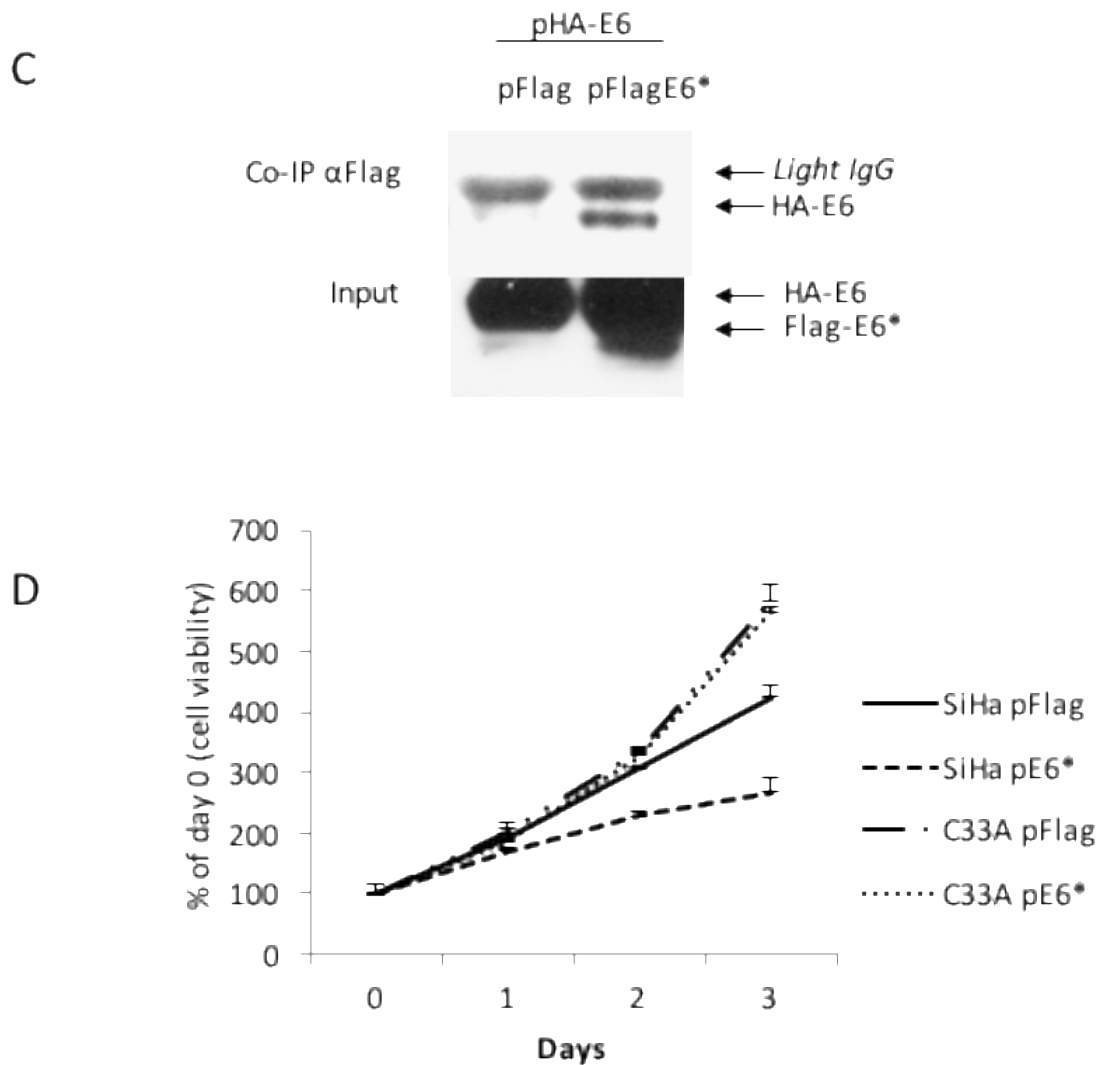 C
pHA-E6
pFlag pFlagE6*
Co-IP αFlag
Light IgG
HA-E6
Input
HA-E6
Flag-E6*
D
% of day 0 (cell viability)
700
600
500
400
300
200
100
0
0 1 2 3
Days
SiHa pFlag
SiHa pE6*
C33A pFlag
C33A pE6*